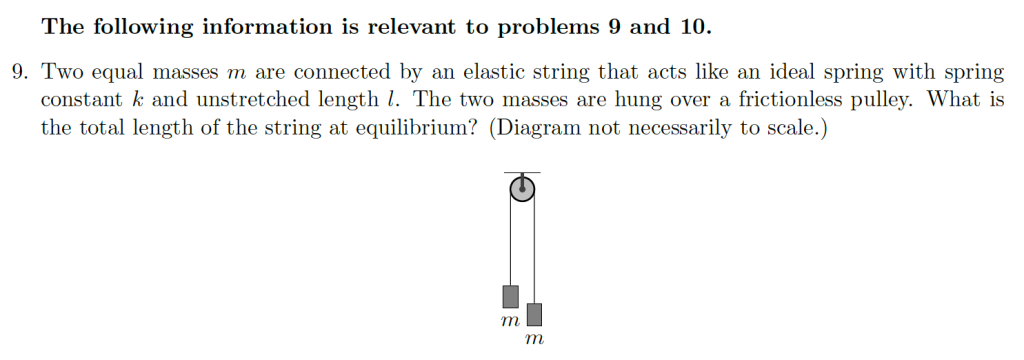 The following information is relevant to problems 9 and 10.
9. Two equal masses m are connected by an elastic string that acts like an ideal spring with spring
constant k and unstretched length l. The two masses are hung over a frictionless pulley. What is
the total length of the string at equilibrium? (Diagram not necessarily to scale.)
m
m